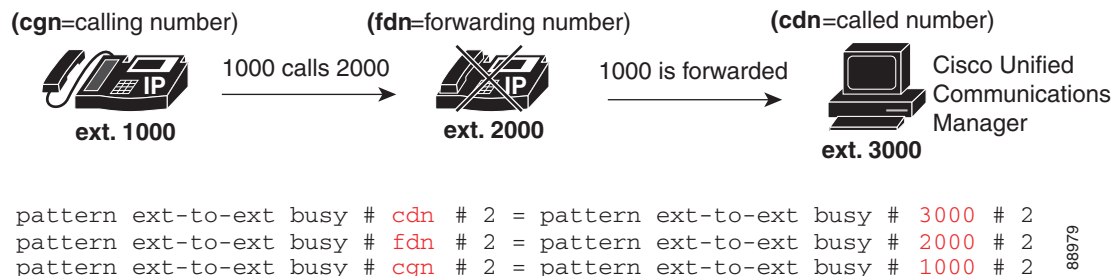 (cgn=calling number)
(fdn=forwarding number)
(cdn=called number)
IP
1000 calls 2000
IP
1000 is forwarded
Cisco Unified
Communications
Manager
ext. 1000
ext. 2000
ext. 3000
pattern ext-to-ext busy # cdn # 2 = pattern ext-to-ext busy # 3000 # 2
pattern ext-to-ext busy # fdn # 2 = pattern ext-to-ext busy # 2000 # 2
pattern ext-to-ext busy # cgn # 2 = pattern ext-to-ext busy # 1000 # 2
88979